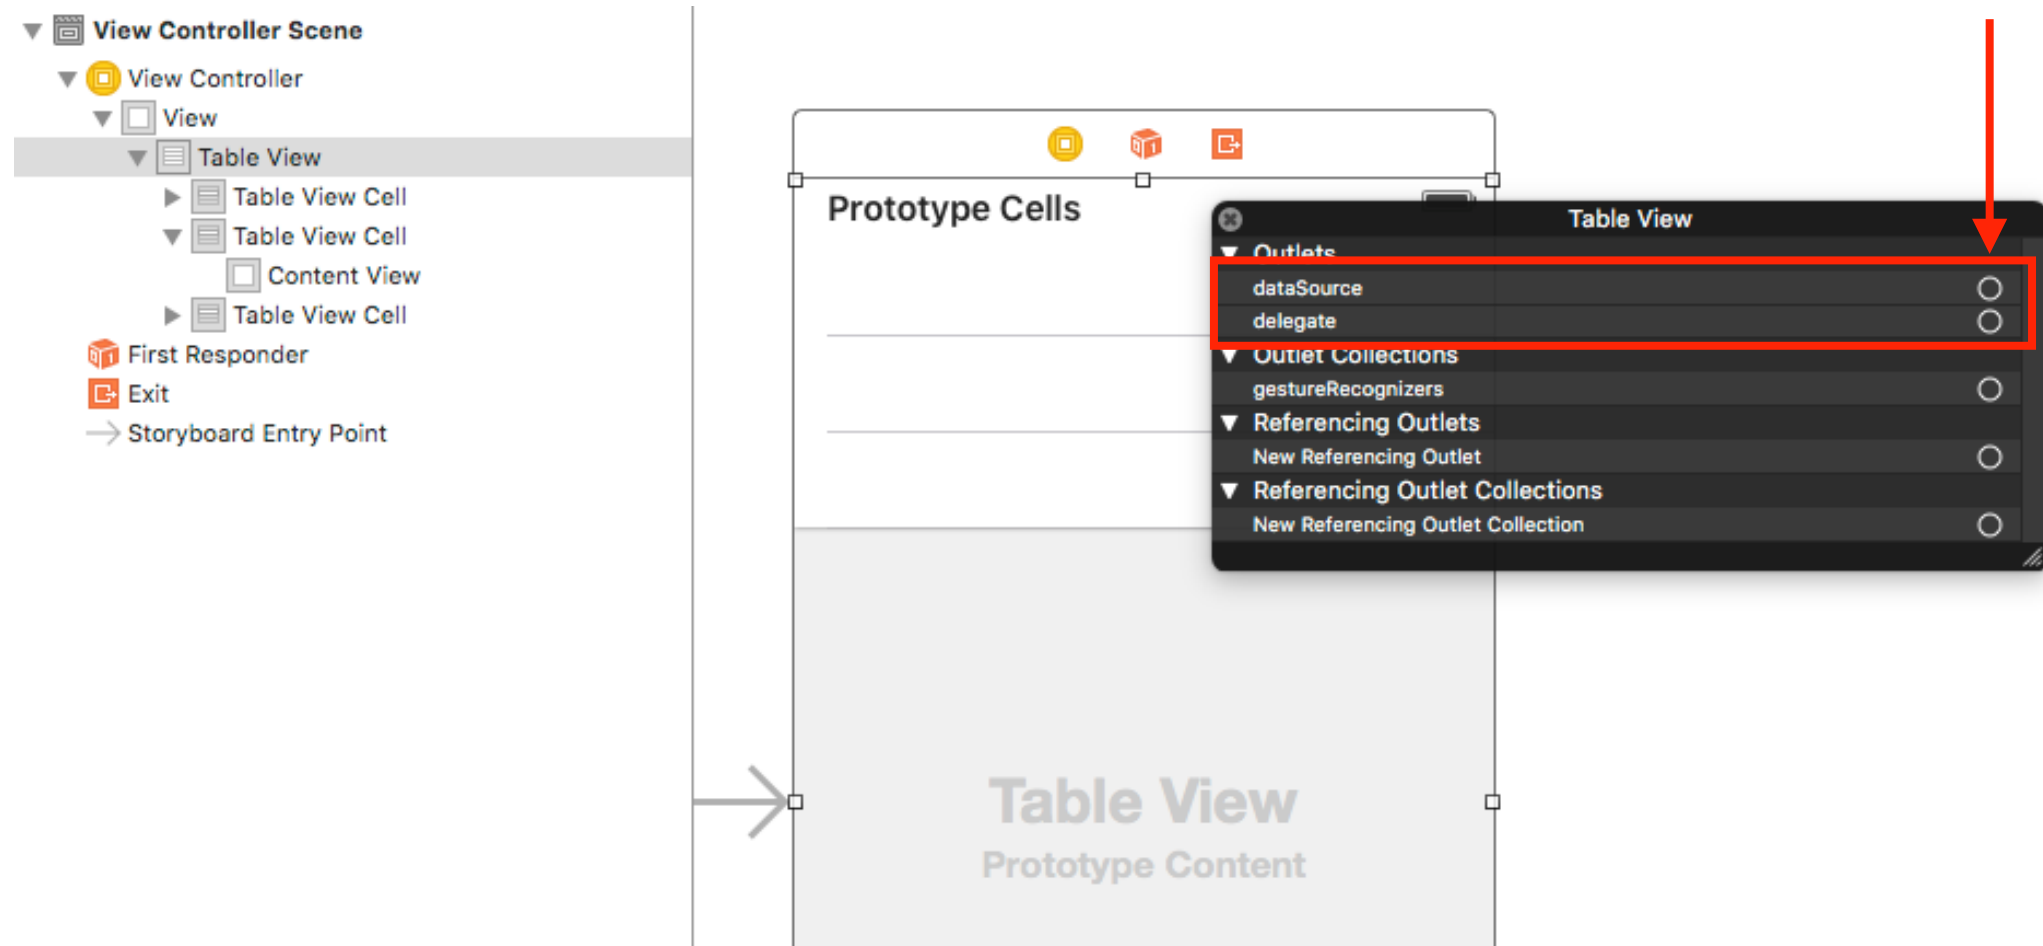 View Controller Scene
View Controller
View
Table View
Table View Cell
Table View Cell
Content View
Table View Cell
First Responder
Exit
Storyboard Entry Point
Prototype Cells
Table View
Prototype Content
Table View
Outlets
dataSource
delegate
Outlet Collections
gestureRecognizers
Referencing Outlets
New Referencing Outlet
Referencing Outlet Collections
New Referencing Outlet Collection